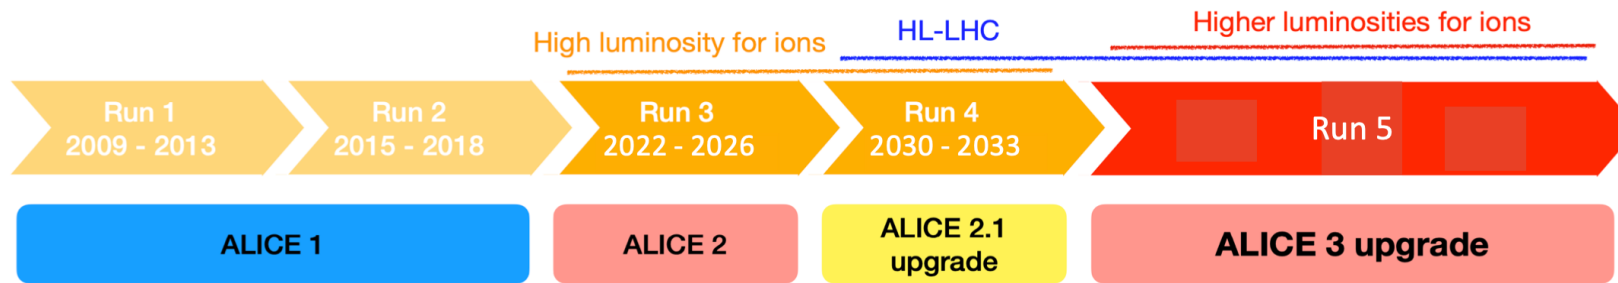 High luminosity for ions
HL-LHC
Higher luminosities for ions
Run 1
2009 - 2013
Run 2
2015 - 2018
Run 3
2022 - 2026
Run 4
2030 - 2033
Run 5
ALICE 1
ALICE 2
ALICE 2.1
upgrade
ALICE 3 upgrade